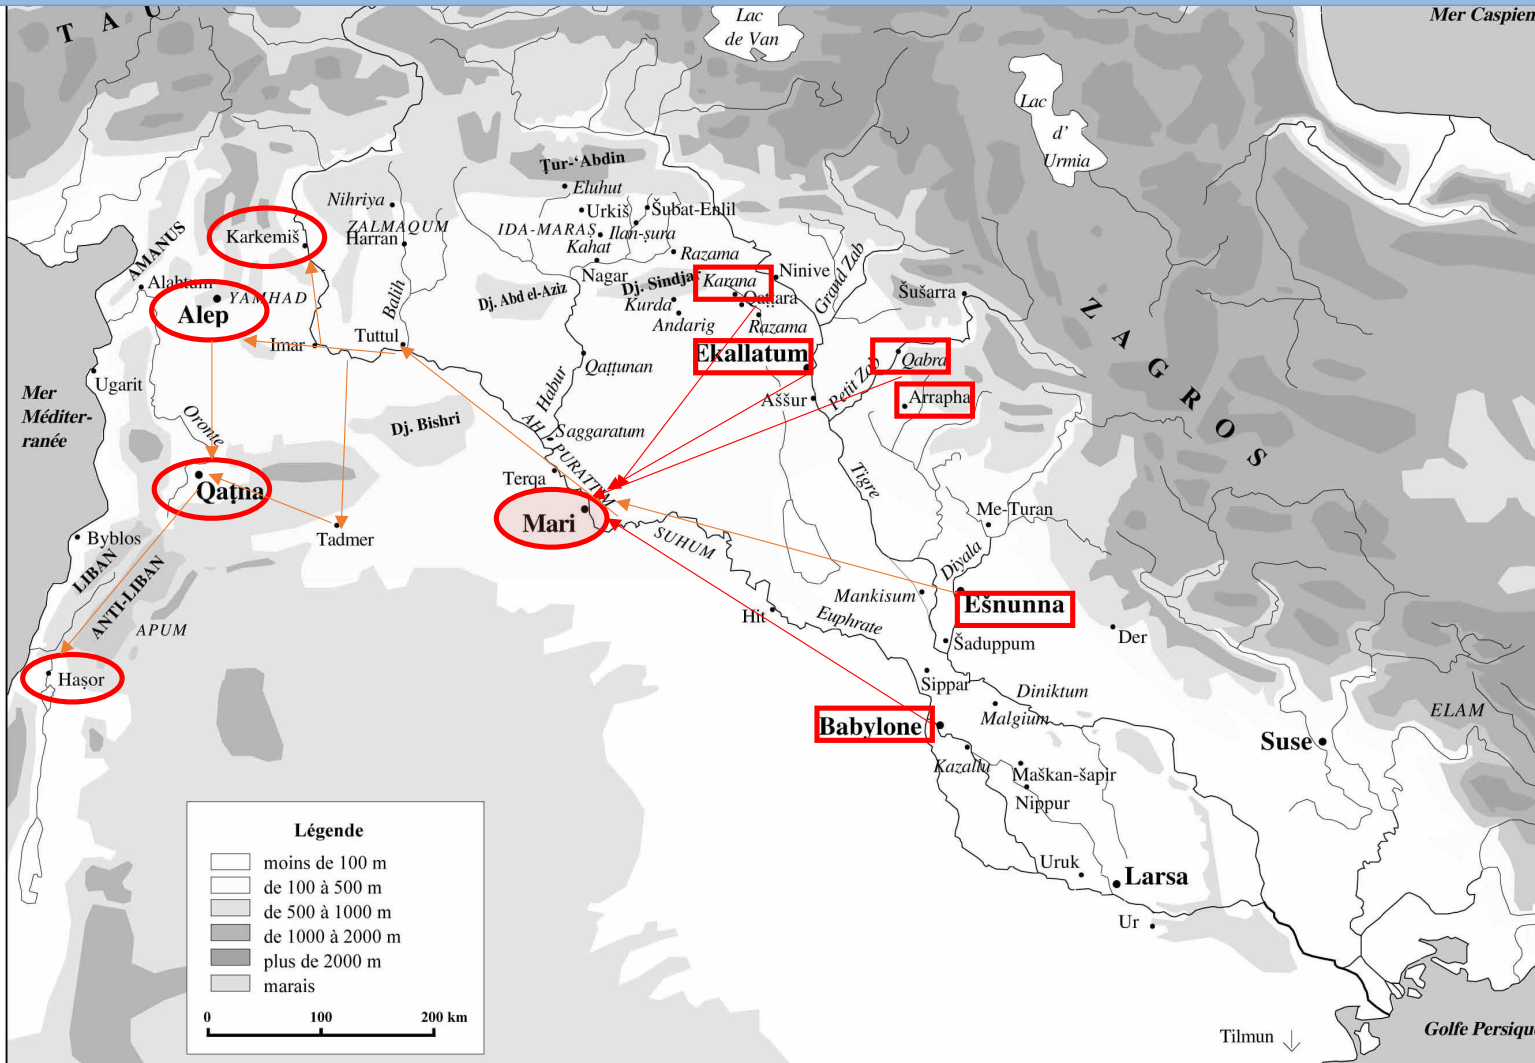 T A U
Lac
de Van
Mer Caspien
Lac
d'
Urmia
Ṭur-‘Abdin
Eluhut
Nihriya
Urkiš
Šubat-Enlil
ZALMAQUM
IDA-MARAṢ
Ilan-ṣura
Karkemiš
Harran
Kahat
Razama
AMANUS
Nagar
Dj. Sindjar
Karana
Ninive
Grand Zab
Alahtum
YAMHAD
Balih
Dj. Abd el-Aziz
Kurda
Qaṭṭara
Šušarra
Alep
Andarig
Razama
ZAGROS
Imar
Tuttul
Ekallatum
Qabra
Ugarit
Qaṭṭunan
Petit Zab
Mer
Méditer-
ranée
Habur
Aššur
Arrapha
Oronte
Dj. Bishri
Saggaratum
AH PURATTIM
Terqa
Tigre
Qaṭna
Mari
Me-Turan
Byblos
Tadmer
SUHUM
Diyala
LIBAN
ANTI-LIBAN
Mankisum
Ešnunna
APUM
Hit
Euphrate
Der
Šaduppum
Haṣor
Sippar
Diniktum
Malgium
ELAM
Babylone
Suse
Kazallu
Maškan-šapir
Nippur
Uruk
Larsa
Ur
Légende
moins de 100 m
de 100 à 500 m
de 500 à 1000 m
de 1000 à 2000 m
plus de 2000 m
marais
0 100 200 km
Tilmun
Golfe Persique